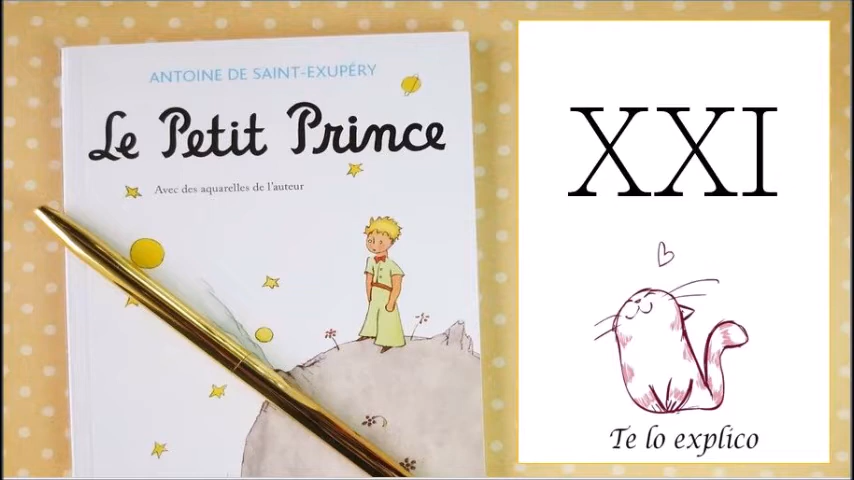 ANTOINE DE SAINT-EXUPÉRY
Le Petit Prince
Avec des aquarelles de l'auteur
XXI
Te lo explico